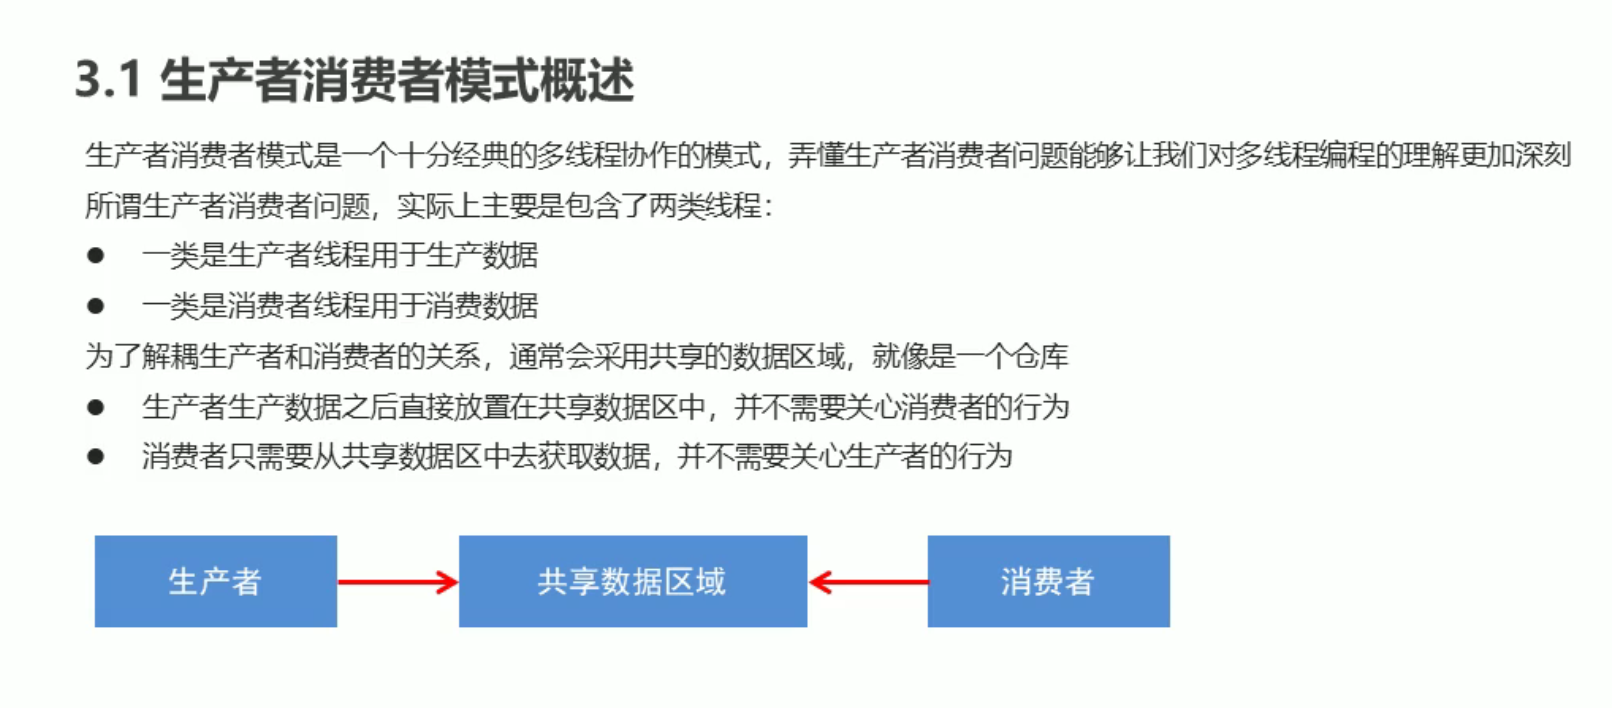 3.1 生产者消费者模式概述
生产者消费者模式是一个十分经典的多线程协作的模式，弄懂生产者消费者问题能够让我们对多线程编程的理解更加深刻
所谓生产者消费者问题，实际上主要是包含了两类线程：
● 一类是生产者线程用于生产数据
● 一类是消费者线程用于消费数据
为了解耦生产者和消费者的关系，通常会采用共享的数据区域，就像是一个仓库
● 生产者生产数据之后直接放置在共享数据区中，并不需要关心消费者的行为
● 消费者只需要从共享数据区中去获取数据，并不需要关心生产者的行为
生产者
共享数据区域
消费者